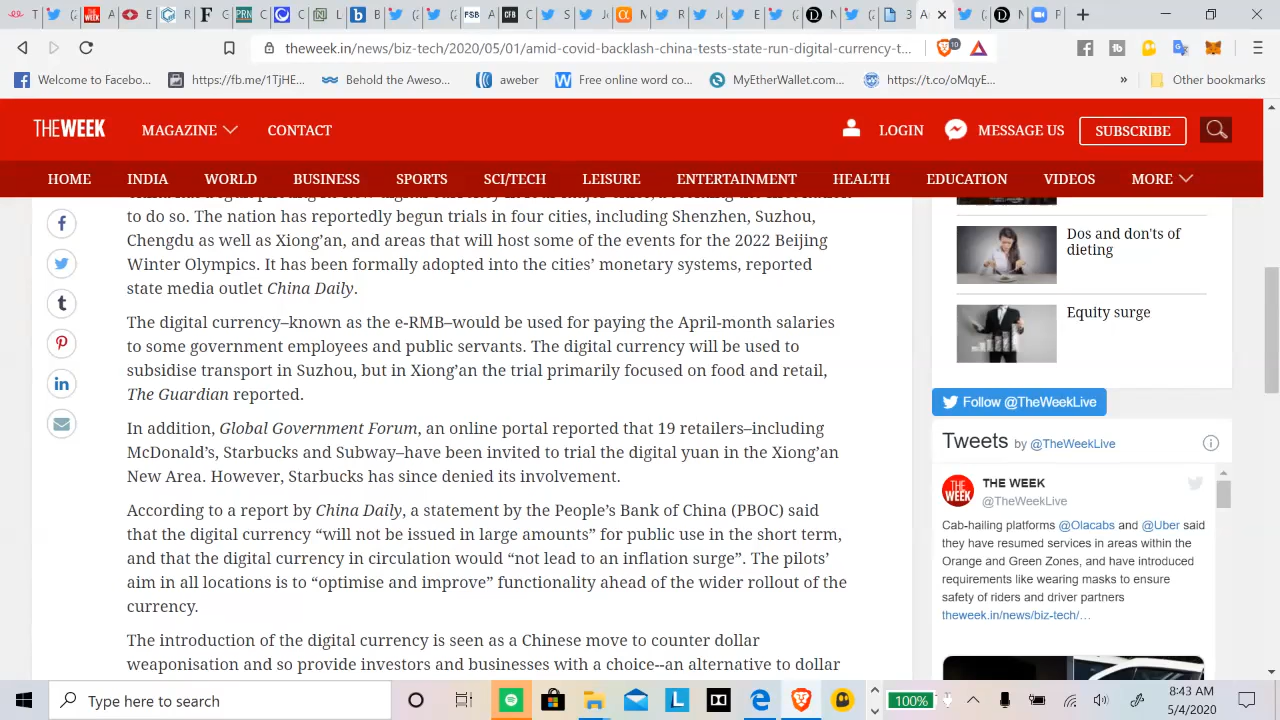 theweek.in/news/biz-tech/2020/05/01/amid-covid-backlash-china-tests-state-run-digital-currency-t...
Welcome to Facebo...
https://fb.me/1TjHE...
Behold the Aweso...
aweber
Free online word co...
MyEtherWallet.com...
https://t.co/oMqyE...
»
Other bookmarks
THE WEEK
MAGAZINE
CONTACT
LOGIN
MESSAGE US
SUBSCRIBE
HOME
INDIA
WORLD
BUSINESS
SPORTS
SCI/TECH
LEISURE
ENTERTAINMENT
HEALTH
EDUCATION
VIDEOS
MORE
to do so. The nation has reportedly begun trials in four cities, including Shenzhen, Suzhou,
Chengdu as well as Xiong’an, and areas that will host some of the events for the 2022 Beijing
Winter Olympics. It has been formally adopted into the cities’ monetary systems, reported
state media outlet China Daily.
The digital currency–known as the e-RMB–would be used for paying the April-month salaries
to some government employees and public servants. The digital currency will be used to
subsidise transport in Suzhou, but in Xiong’an the trial primarily focused on food and retail,
The Guardian reported.
In addition, Global Government Forum, an online portal reported that 19 retailers–including
McDonald’s, Starbucks and Subway–have been invited to trial the digital yuan in the Xiong’an
New Area. However, Starbucks has since denied its involvement.
According to a report by China Daily, a statement by the People’s Bank of China (PBOC) said
that the digital currency “will not be issued in large amounts” for public use in the short term,
and that the digital currency in circulation would “not lead to an inflation surge”. The pilots’
aim in all locations is to “optimise and improve” functionality ahead of the wider rollout of the
currency.
The introduction of the digital currency is seen as a Chinese move to counter dollar
weaponisation and so provide investors and businesses with a choice--an alternative to dollar
Dos and don'ts of
dieting
Equity surge
Follow @TheWeekLive
Tweets by @TheWeekLive
THE WEEK
@TheWeekLive
Cab-hailing platforms @Olacabs and @Uber said
they have resumed services in areas within the
Orange and Green Zones, and have introduced
requirements like wearing masks to ensure
safety of riders and driver partners
theweek.in/news/biz-tech/…
Type here to search
100%
8:43 AM
5/4/2020